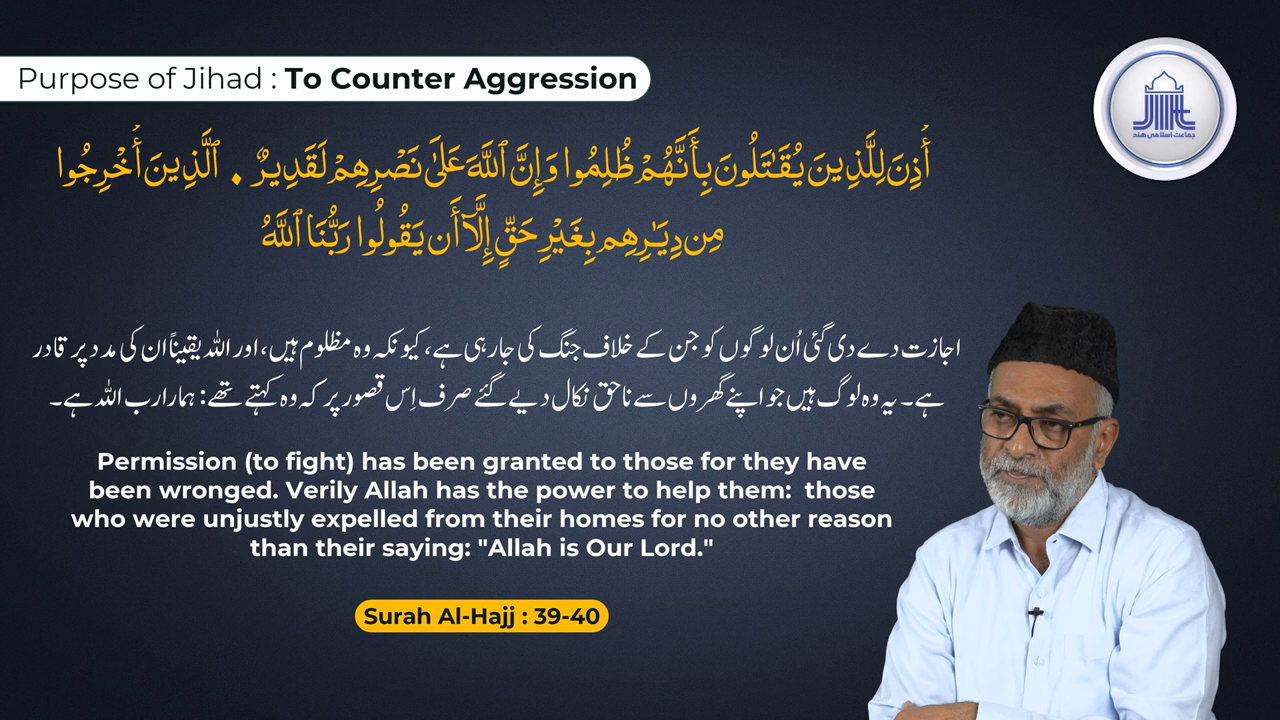 Purpose of Jihad : To Counter Aggression
جماعت اسلامی ہند
أُذِنَ لِلَّذِينَ يُقَـٰتَلُونَ بِأَنَّهُمْ ظُلِمُوا وَإِنَّ ٱللَّهَ عَلَىٰ نَصْرِهِمْ لَقَدِيرٌ . ٱلَّذِينَ أُخْرِجُوا
مِن دِيَـٰرِهِم بِغَيْرِ حَقٍّ إِلَّآ أَن يَقُولُوا رَبُّنَا ٱللَّهُ
اجازت دے دی گئی اُن لوگوں کو جن کے خلاف جنگ کی جارہی ہے، کیونکہ وہ مظلوم ہیں، اور اللہ یقیناً ان کی مدد پر قادر
ہے۔ یہ وہ لوگ ہیں جو اپنے گھروں سے ناحق نکال دیے گئے صرف اِس قصور پر کہ وہ کہتے تھے: ہمارا رب اللہ ہے۔
Permission (to fight) has been granted to those for they have
been wronged. Verily Allah has the power to help them: those
who were unjustly expelled from their homes for no other reason
than their saying: "Allah is Our Lord."
Surah Al-Hajj : 39-40